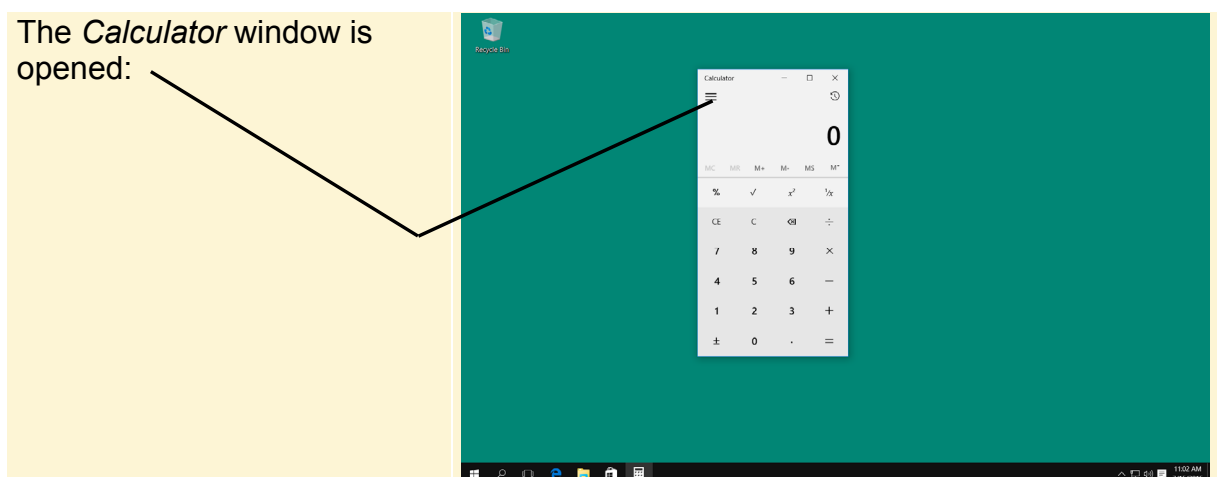 The Calculator window is
opened:
Recycle Bin
Calculator
0
MC MR M+ M- MS M˅
% √ x² ¹/x
CE C ÷
7 8 9 ×
4 5 6 −
1 2 3 +
± 0 . =
11:02 AM